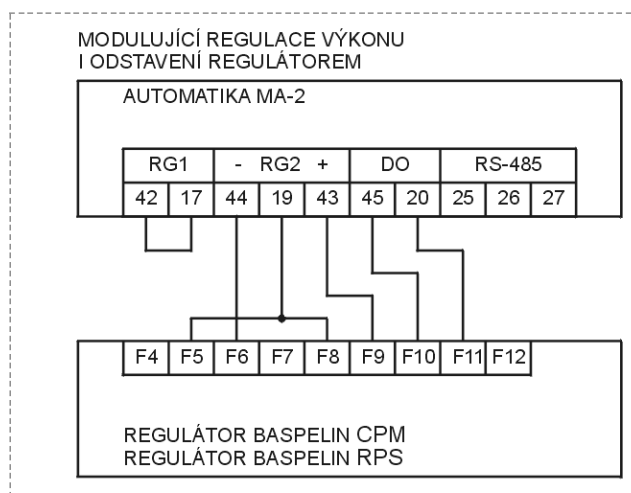 MODULUJÍCÍ REGULACE VÝKONU
I ODSTAVENÍ REGULÁTOREM
AUTOMATIKA MA-2
RG1 - RG2 + DO RS-485
42 17 44 19 43 45 20 25 26 27
F4 F5 F6 F7 F8 F9 F10 F11 F12
REGULÁTOR BASPELIN CPM
REGULÁTOR BASPELIN RPS